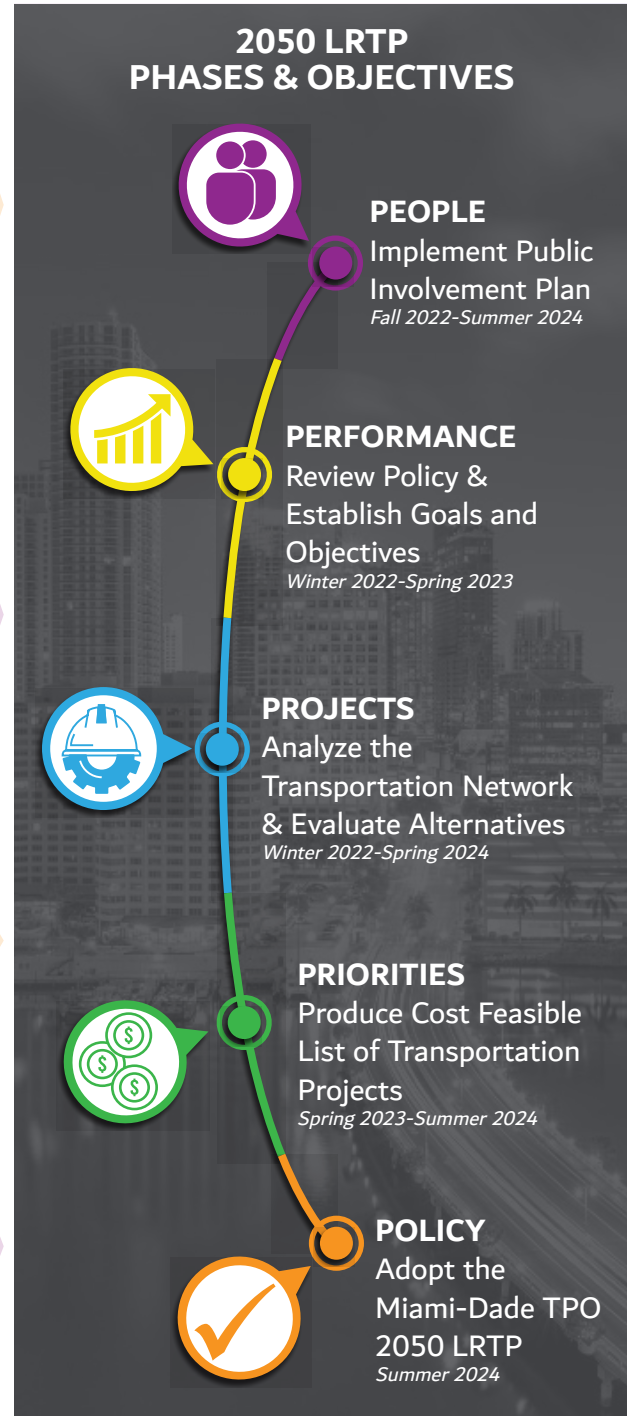 2050 LRTP
PHASES & OBJECTIVES
PEOPLE
Implement Public
Involvement Plan
Fall 2022-Summer 2024
PERFORMANCE
Review Policy &
Establish Goals and
Objectives
Winter 2022-Spring 2023
PROJECTS
Analyze the
Transportation Network
& Evaluate Alternatives
Winter 2022-Spring 2024
PRIORITIES
Produce Cost Feasible
List of Transportation
Projects
Spring 2023-Summer 2024
$
$
$
POLICY
Adopt the
Miami-Dade TPO
2050 LRTP
Summer 2024